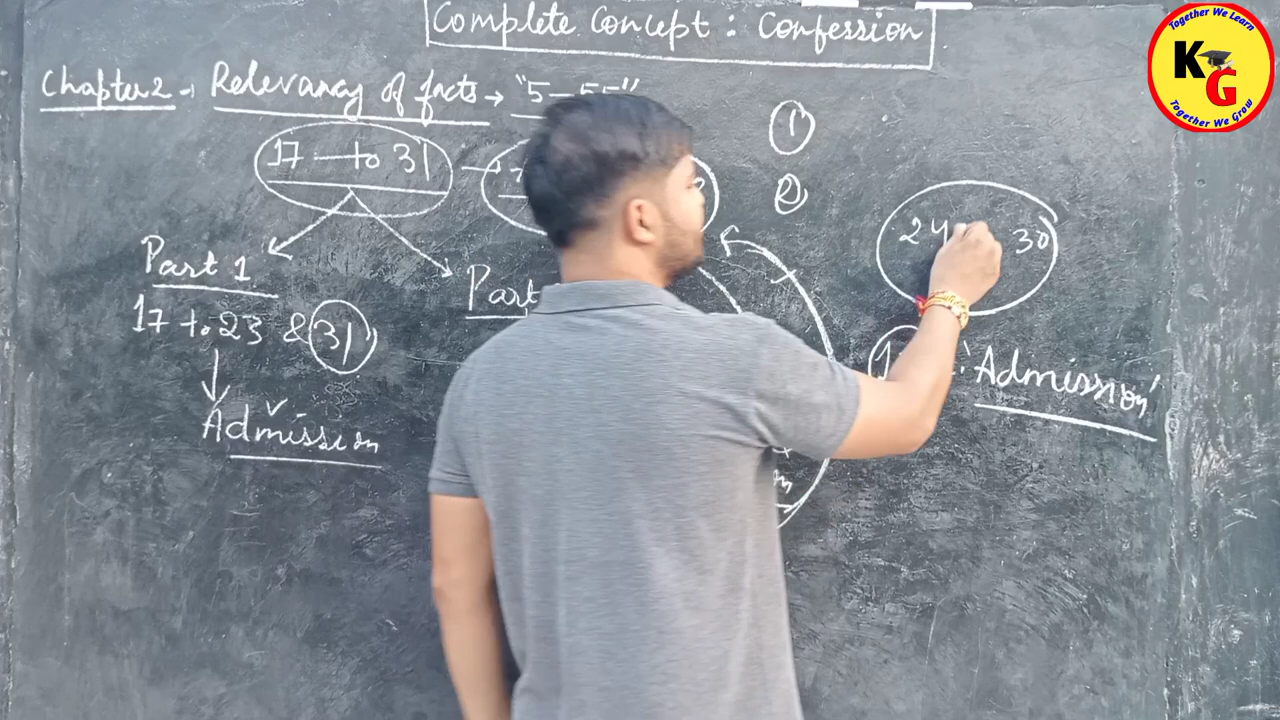 Complete Concept : Confession
Chapter 2 → Relevancy of facts → "5 — 55"
17 — to 31
Part 1
17 to 23 & 31
Admission
Part
1
2
24 30
'Admission'
Together We Learn
KG
Together We Grow